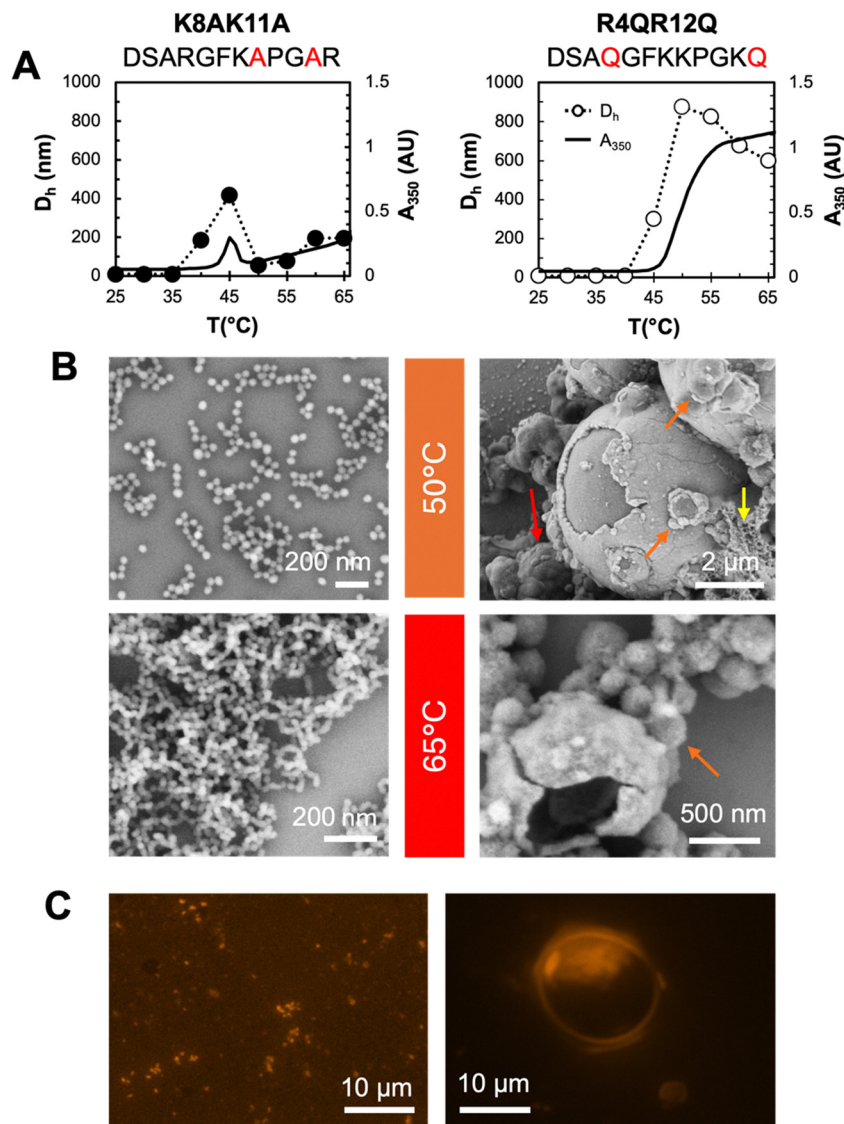 K8AK11A
R4QR12Q
DSARGFKAPGAR
DSAQGFKKPGKQ
A
1000
800
600
400
200
0
Dh (nm)
1.5
1
0.5
0
A350 (AU)
25 35 45 55 65
T(°C)
1000
800
600
400
200
0
Dh (nm)
Dh
A350
1.5
1
0.5
0
A350 (AU)
25 35 45 55 65
T(°C)
B
200 nm
50°C
2 µm
200 nm
65°C
500 nm
C
10 µm
10 µm